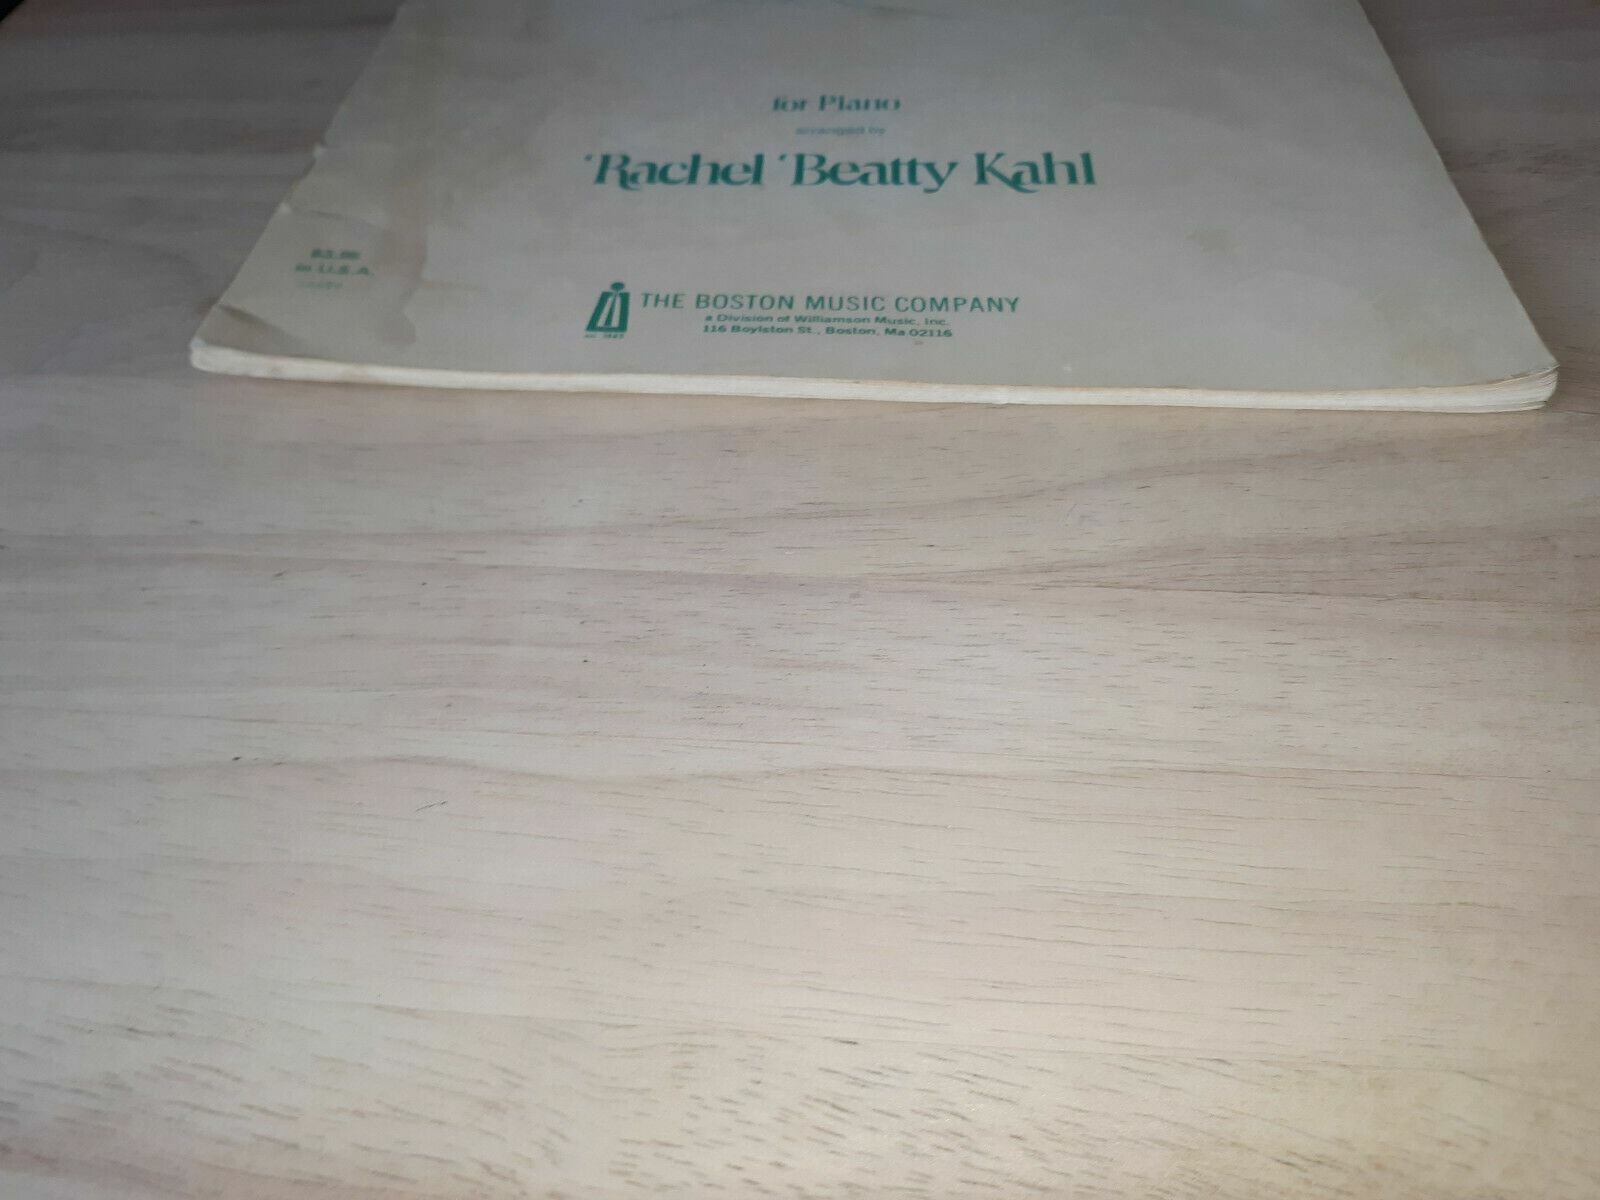 for Piano
arranged by
Rachel Beatty Kahl
in U.S.A.
THE BOSTON MUSIC COMPANY
a Division of Williamson Music, Inc.
116 Boylston St., Boston, Ma 02116